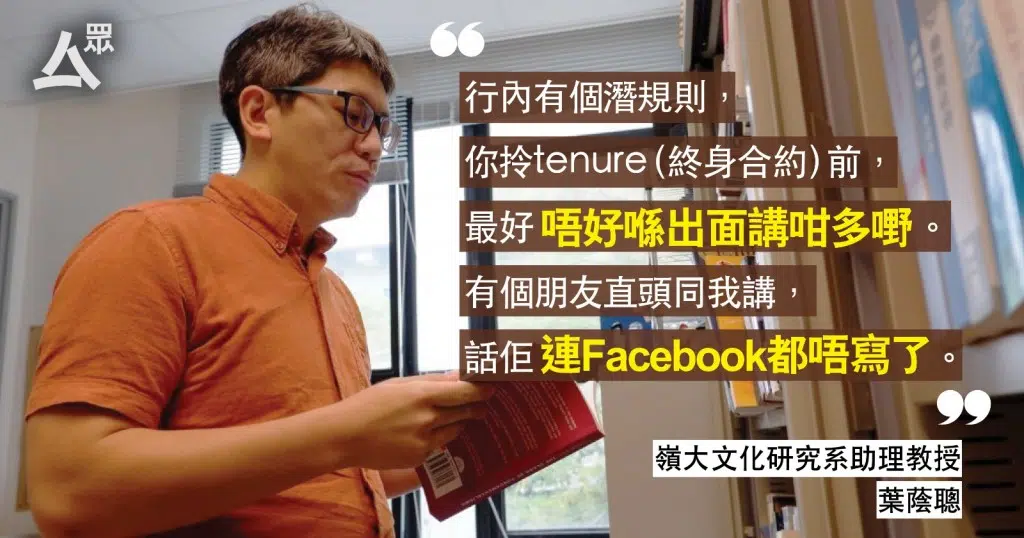 眾
“
行內有個潛規則，
你拎tenure (終身合約) 前，
最好 唔好喺出面講咁多嘢。
有個朋友直頭同我講，
話佢 連Facebook都唔寫了。
”
嶺大文化研究系助理教授
葉蔭聰